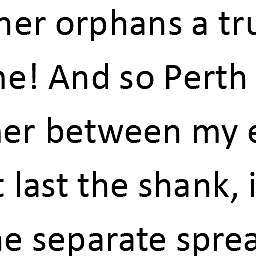 her orphans a tru
ne! And so Perth
her between my e
t last the shank, i
he separate sprea